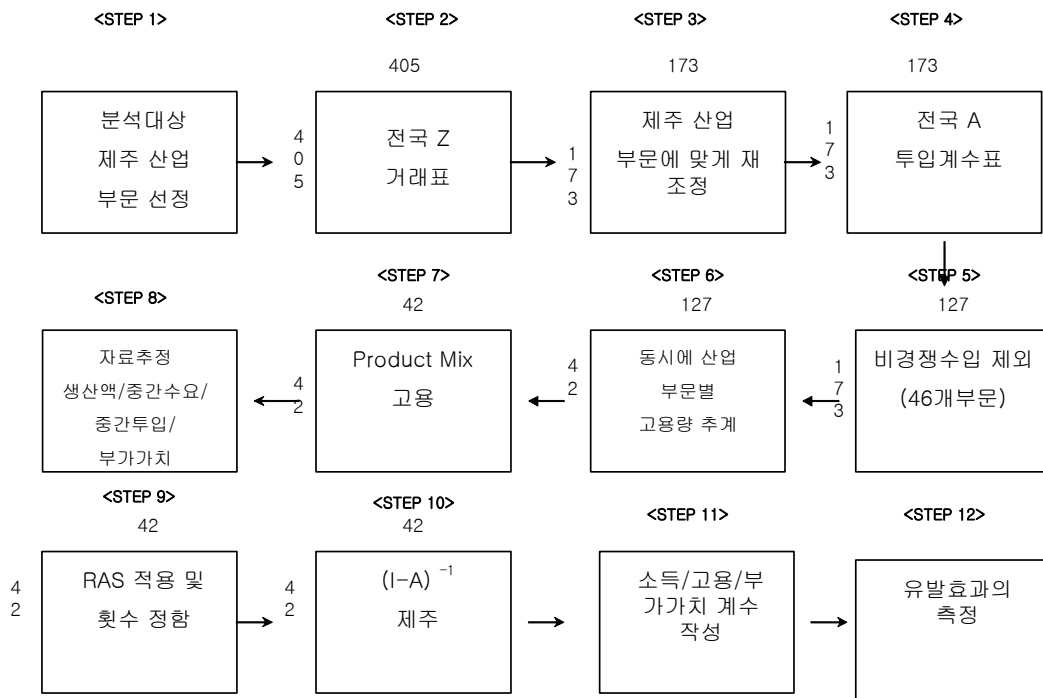 <STEP 1>
분석대상
제주 산업
부문 선정
<STEP 2>
405
4
0
5
전국 Z
거래표
<STEP 3>
173
1
7
3
제주 산업
부문에 맞게 재
조정
<STEP 4>
173
1
7
3
전국 A
투입계수표
<STEP 5>
127
1
7
3
비경쟁수입 제외
(46개부문)
<STEP 6>
127
4
2
동시에 산업
부문별
고용량 추계
<STEP 7>
42
4
2
Product Mix
고용
<STEP 8>
자료추정
생산액/중간수요/
중간투입/
부가가치
<STEP 9>
42
4
2
RAS 적용 및
횟수 정함
<STEP 10>
42
4
2
(I-A) ⁻¹
제주
<STEP 11>
소득/고용/부
가가치 계수
작성
<STEP 12>
유발효과의
측정